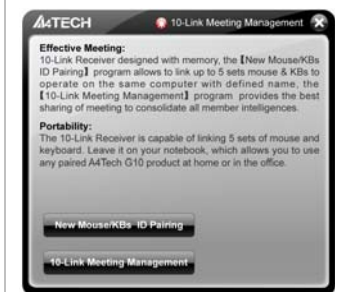 A4TECH 10-Link Meeting Management X
Effective Meeting:
10-Link Receiver designed with memory, the【New Mouse/KBs
ID Pairing】program allows to link up to 5 sets mouse & KBs to
operate on the same computer with defined name, the
【10-Link Meeting Management】program provides the best
sharing of meeting to consolidate all member intelligences.
Portability:
The 10-Link Receiver is capable of linking 5 sets of mouse and
keyboard. Leave it on your notebook, which allows you to use
any paired A4Tech G10 product at home or in the office.
New Mouse/KBs ID Pairing
10-Link Meeting Management